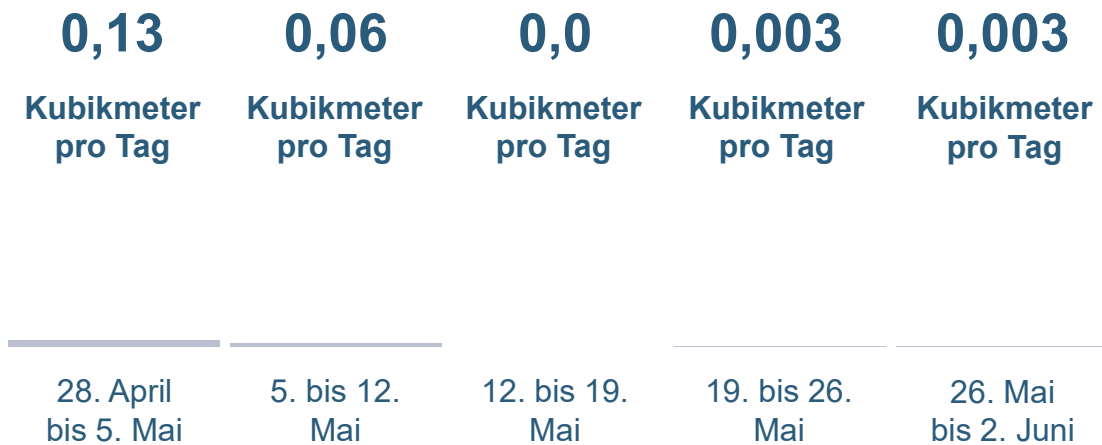 0,13
Kubikmeter
pro Tag
28. April
bis 5. Mai
0,06
Kubikmeter
pro Tag
5. bis 12.
Mai
0,0
Kubikmeter
pro Tag
12. bis 19.
Mai
0,003
Kubikmeter
pro Tag
19. bis 26.
Mai
0,003
Kubikmeter
pro Tag
26. Mai
bis 2. Juni